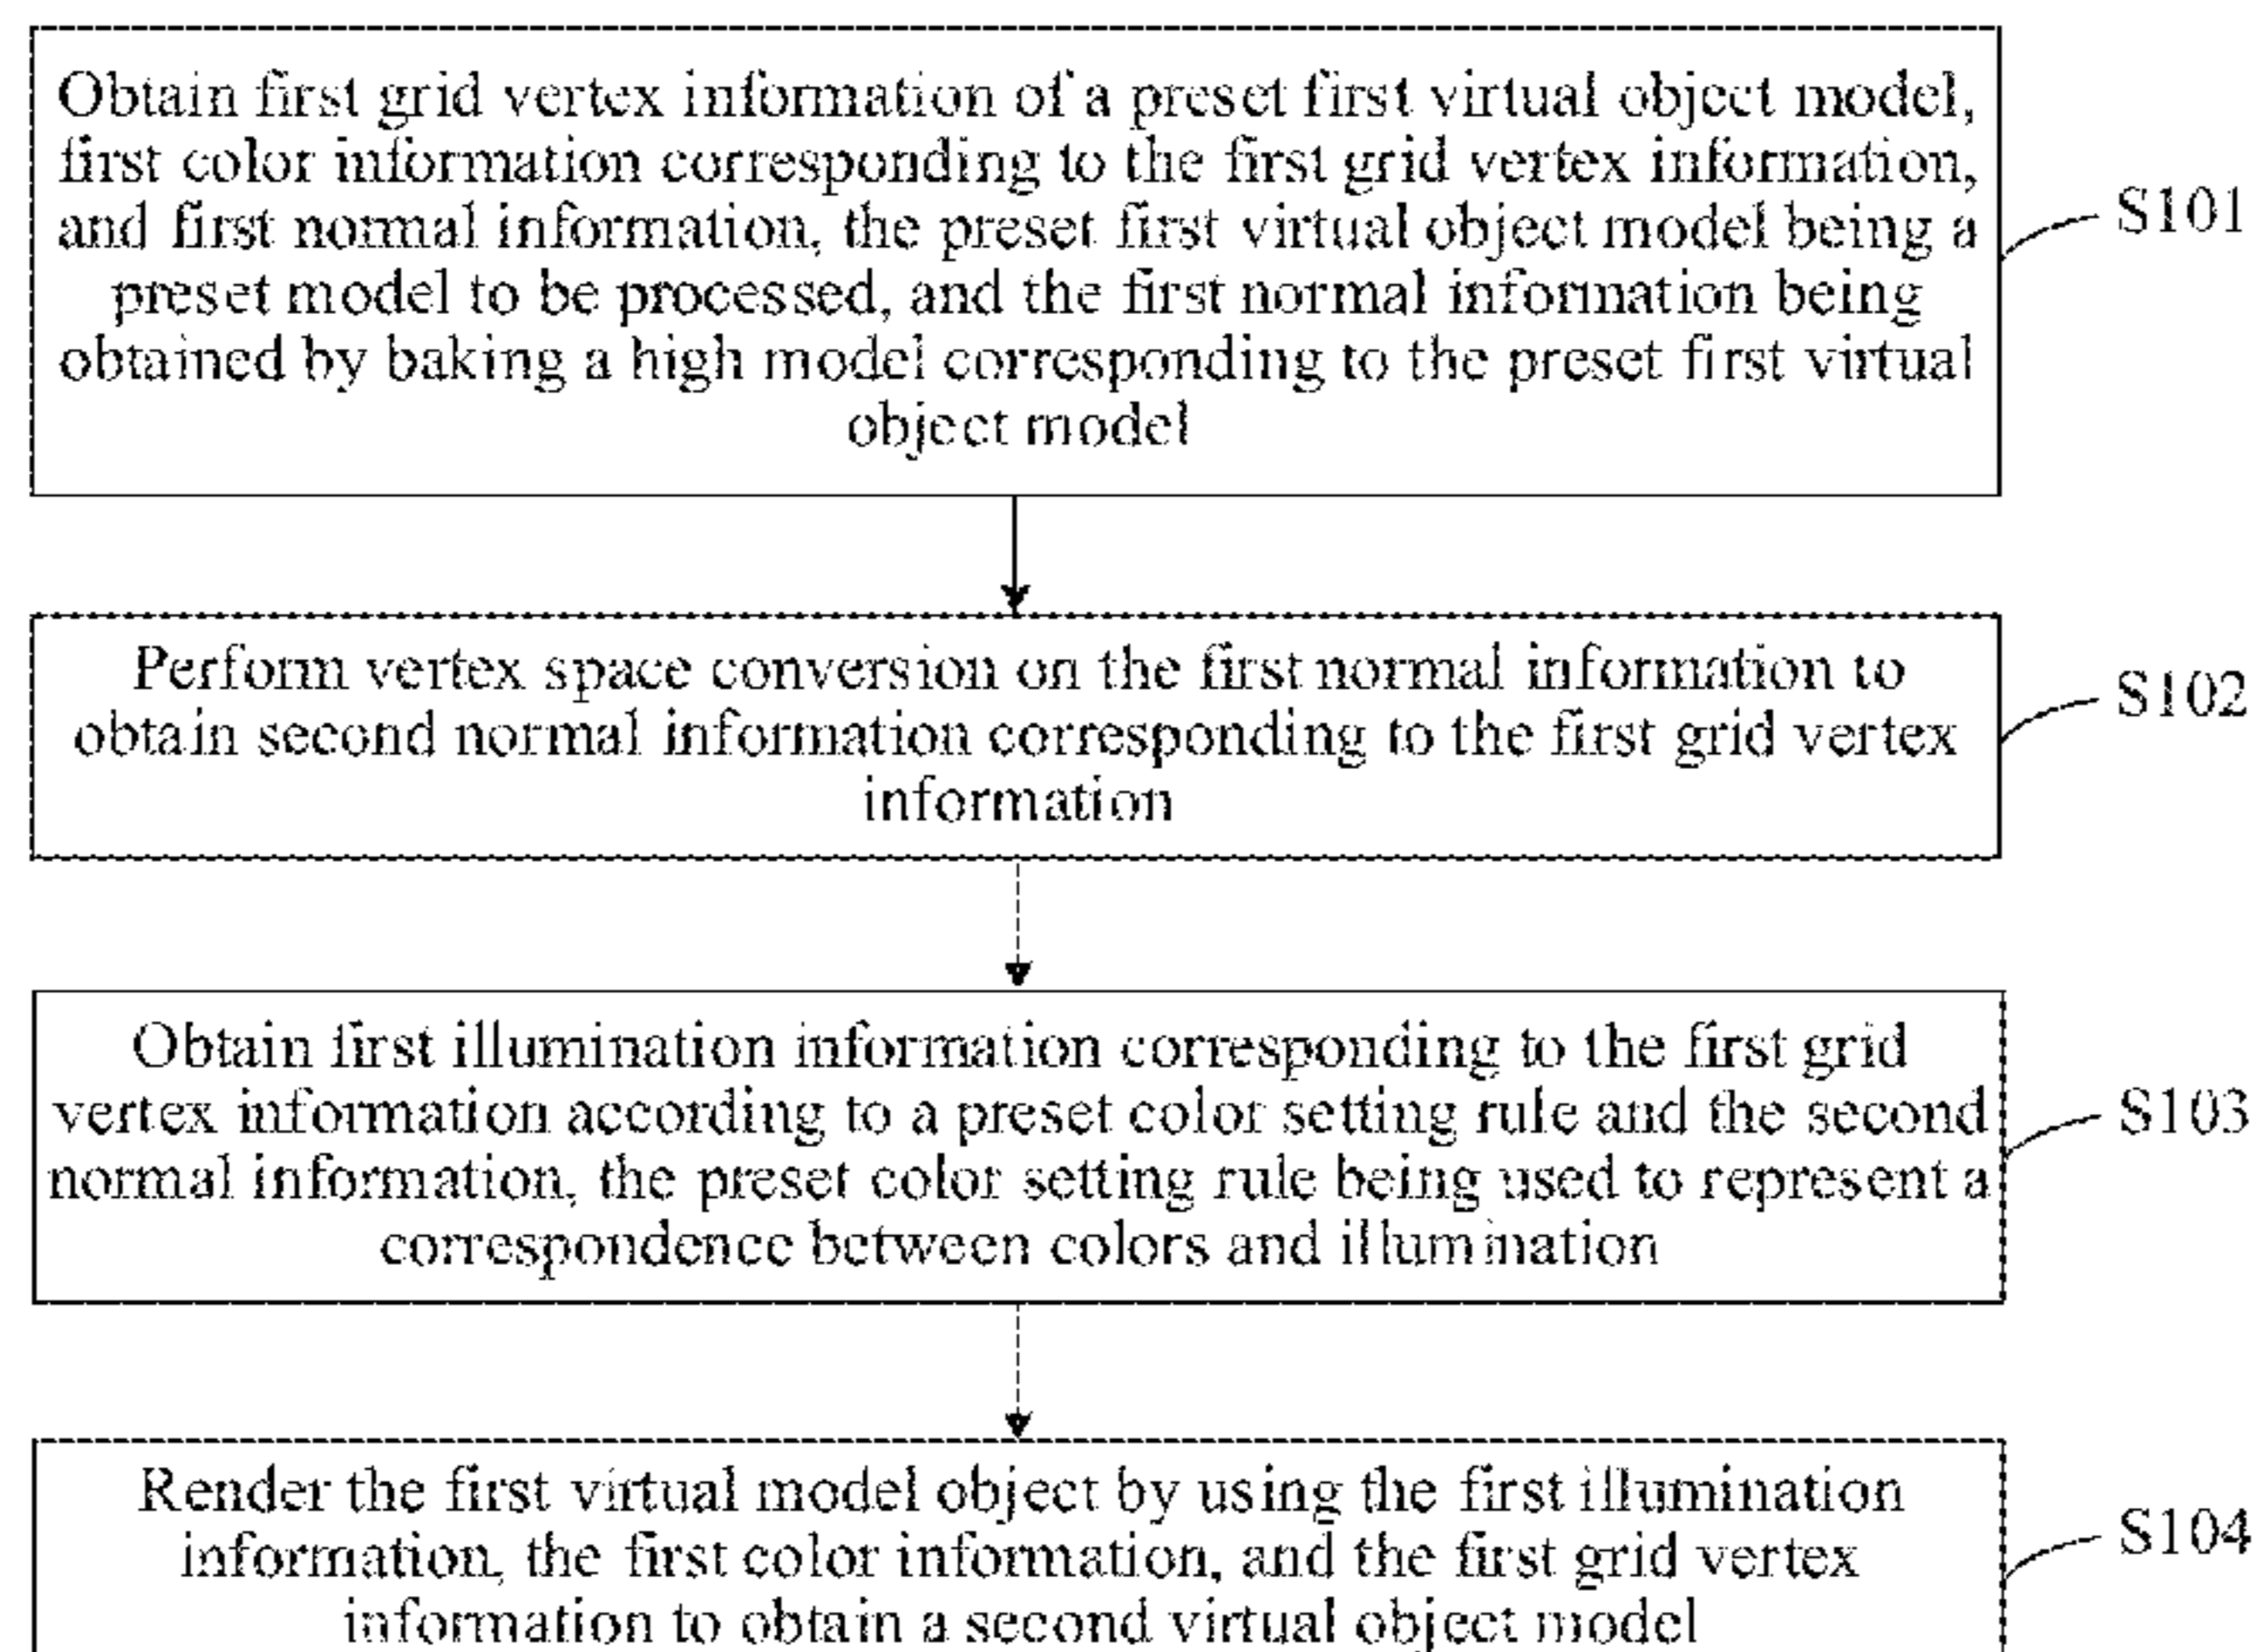 Obtain first grid vertex information of a preset first virtual object model,
first color information corresponding to the first grid vertex information,
and first normal information, the preset first virtual object model being a
preset model to be processed, and the first normal information being
obtained by baking a high model corresponding to the preset first virtual
object model
S101
Perform vertex space conversion on the first normal information to
obtain second normal information corresponding to the first grid vertex
information
S102
Obtain first illumination information corresponding to the first grid
vertex information according to a preset color setting rule and the second
normal information, the preset color setting rule being used to represent a
correspondence between colors and illumination
S103
Render the first virtual model object by using the first illumination
information, the first color information, and the first grid vertex
information to obtain a second virtual object model
S104